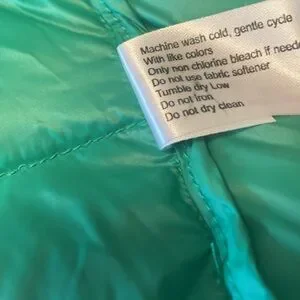 Machine wash cold, gentle cycle
With like colors
Only non chlorine bleach if neede
Do not use fabric softener
Tumble dry Low
Do not iron
Do not dry clean